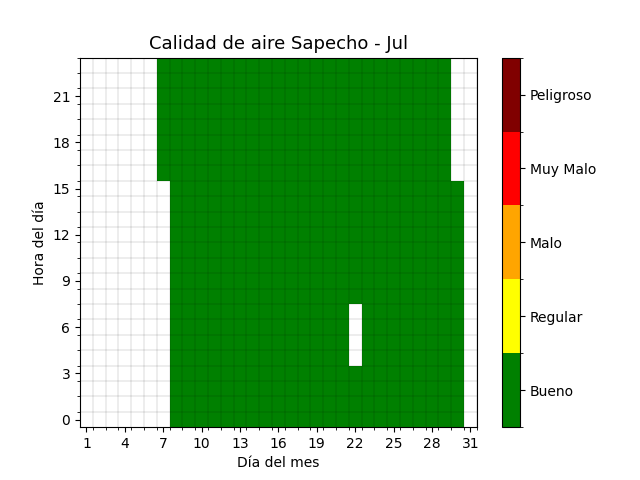 Calidad de aire Sapecho - Jul
Hora del día
21
18
15
12
9
6
3
0
1 4 7 10 13 16 19 22 25 28 31
Día del mes
Peligroso
Muy Malo
Malo
Regular
Bueno